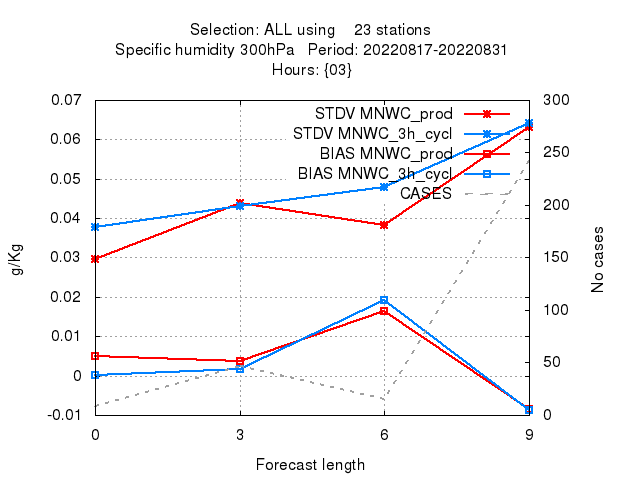 Selection: ALL using 23 stations
Specific humidity 300hPa Period: 20220817-20220831
Hours: {03}
0.07
0.06
0.05
0.04
0.03
0.02
0.01
0
-0.01
g/Kg
STDV MNWC_prod
STDV MNWC_3h_cycl
BIAS MNWC_prod
BIAS MNWC_3h_cycl
CASES
300
250
200
150
100
50
0
No cases
0 3 6 9
Forecast length